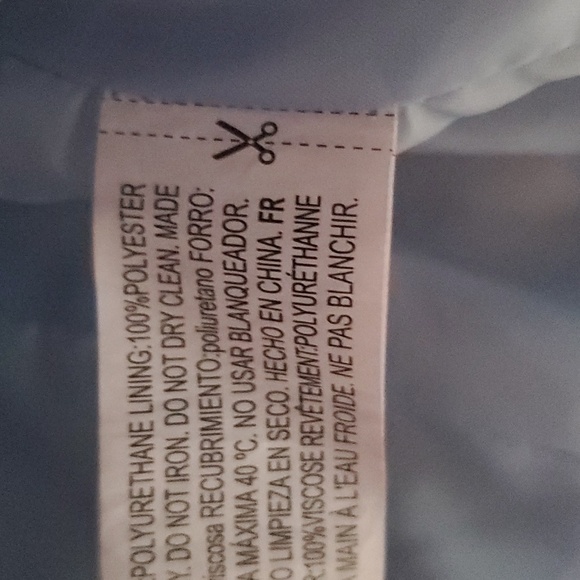 POLYURETHANE LINING:100%POLYESTER
Y. DO NOT IRON. DO NOT DRY CLEAN. MADE
viscosa RECUBRIMIENTO:poliuretano FORRO:
A MÁXIMA 40 ºC. NO USAR BLANQUEADOR.
O LIMPIEZA EN SECO. HECHO EN CHINA. FR
R:100%VISCOSE REVÊTEMENT:POLYURÉTHANNE
MAIN À L'EAU FROIDE. NE PAS BLANCHIR.